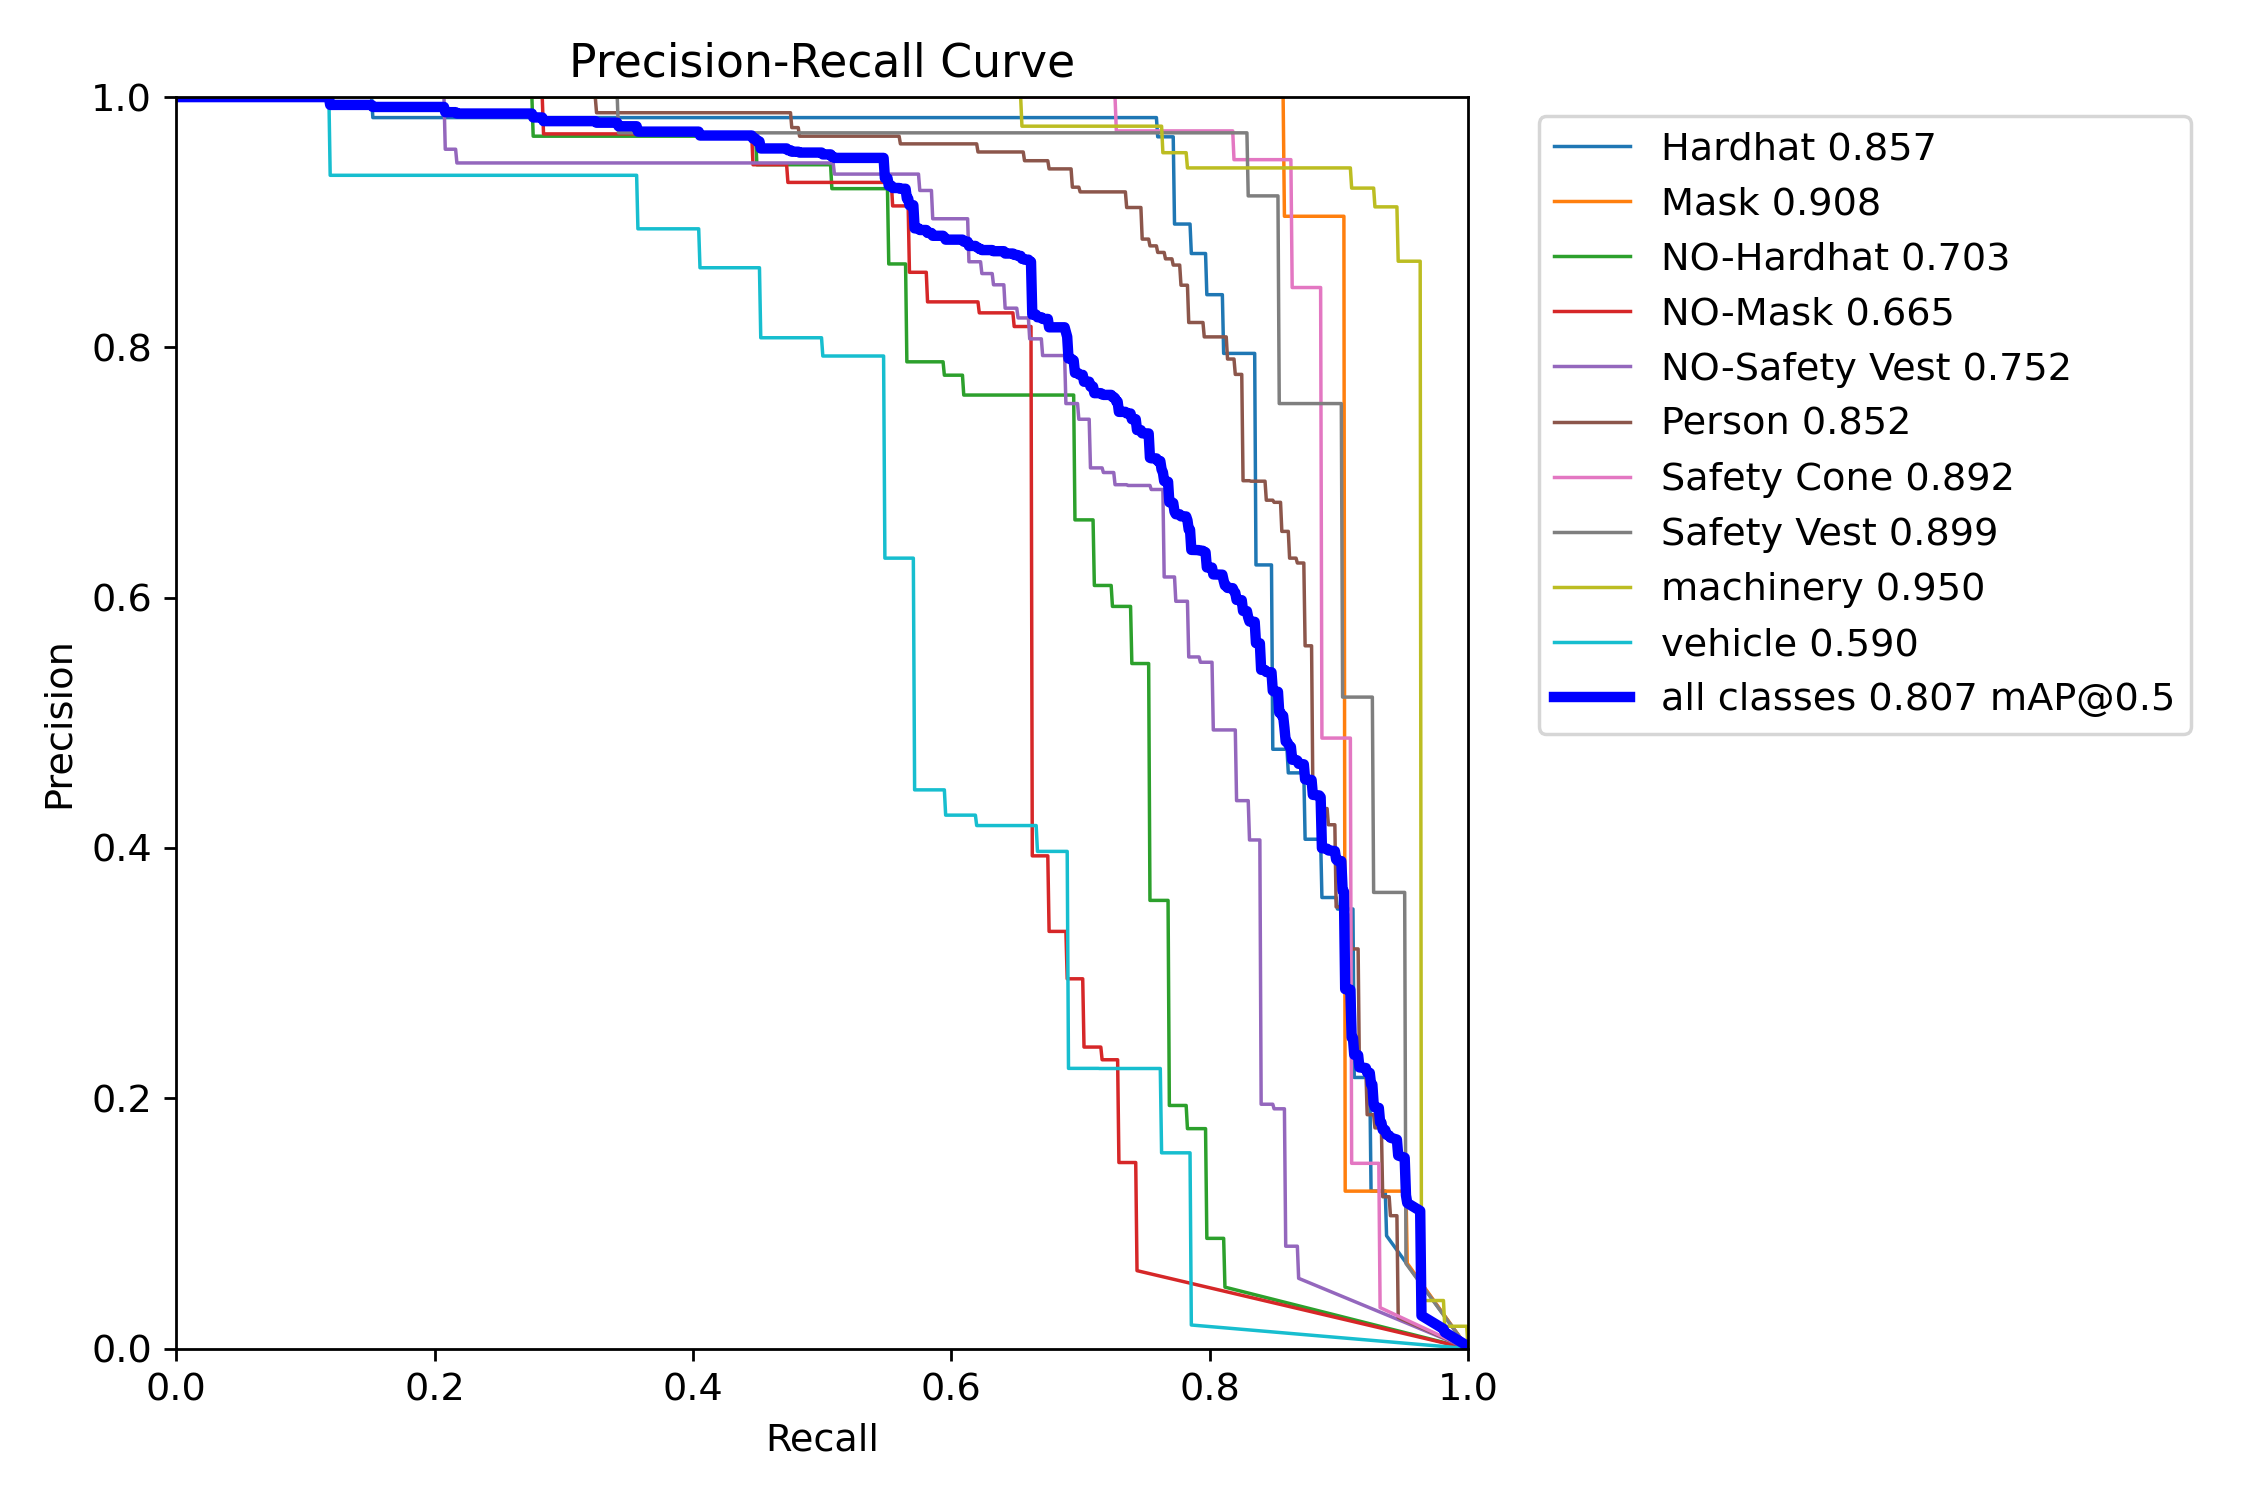 Precision-Recall Curve
1.0
0.8
0.6
0.4
0.2
0.0
Precision
0.0 0.2 0.4 0.6 0.8 1.0
Recall
Hardhat 0.857
Mask 0.908
NO-Hardhat 0.703
NO-Mask 0.665
NO-Safety Vest 0.752
Person 0.852
Safety Cone 0.892
Safety Vest 0.899
machinery 0.950
vehicle 0.590
all classes 0.807 mAP@0.5